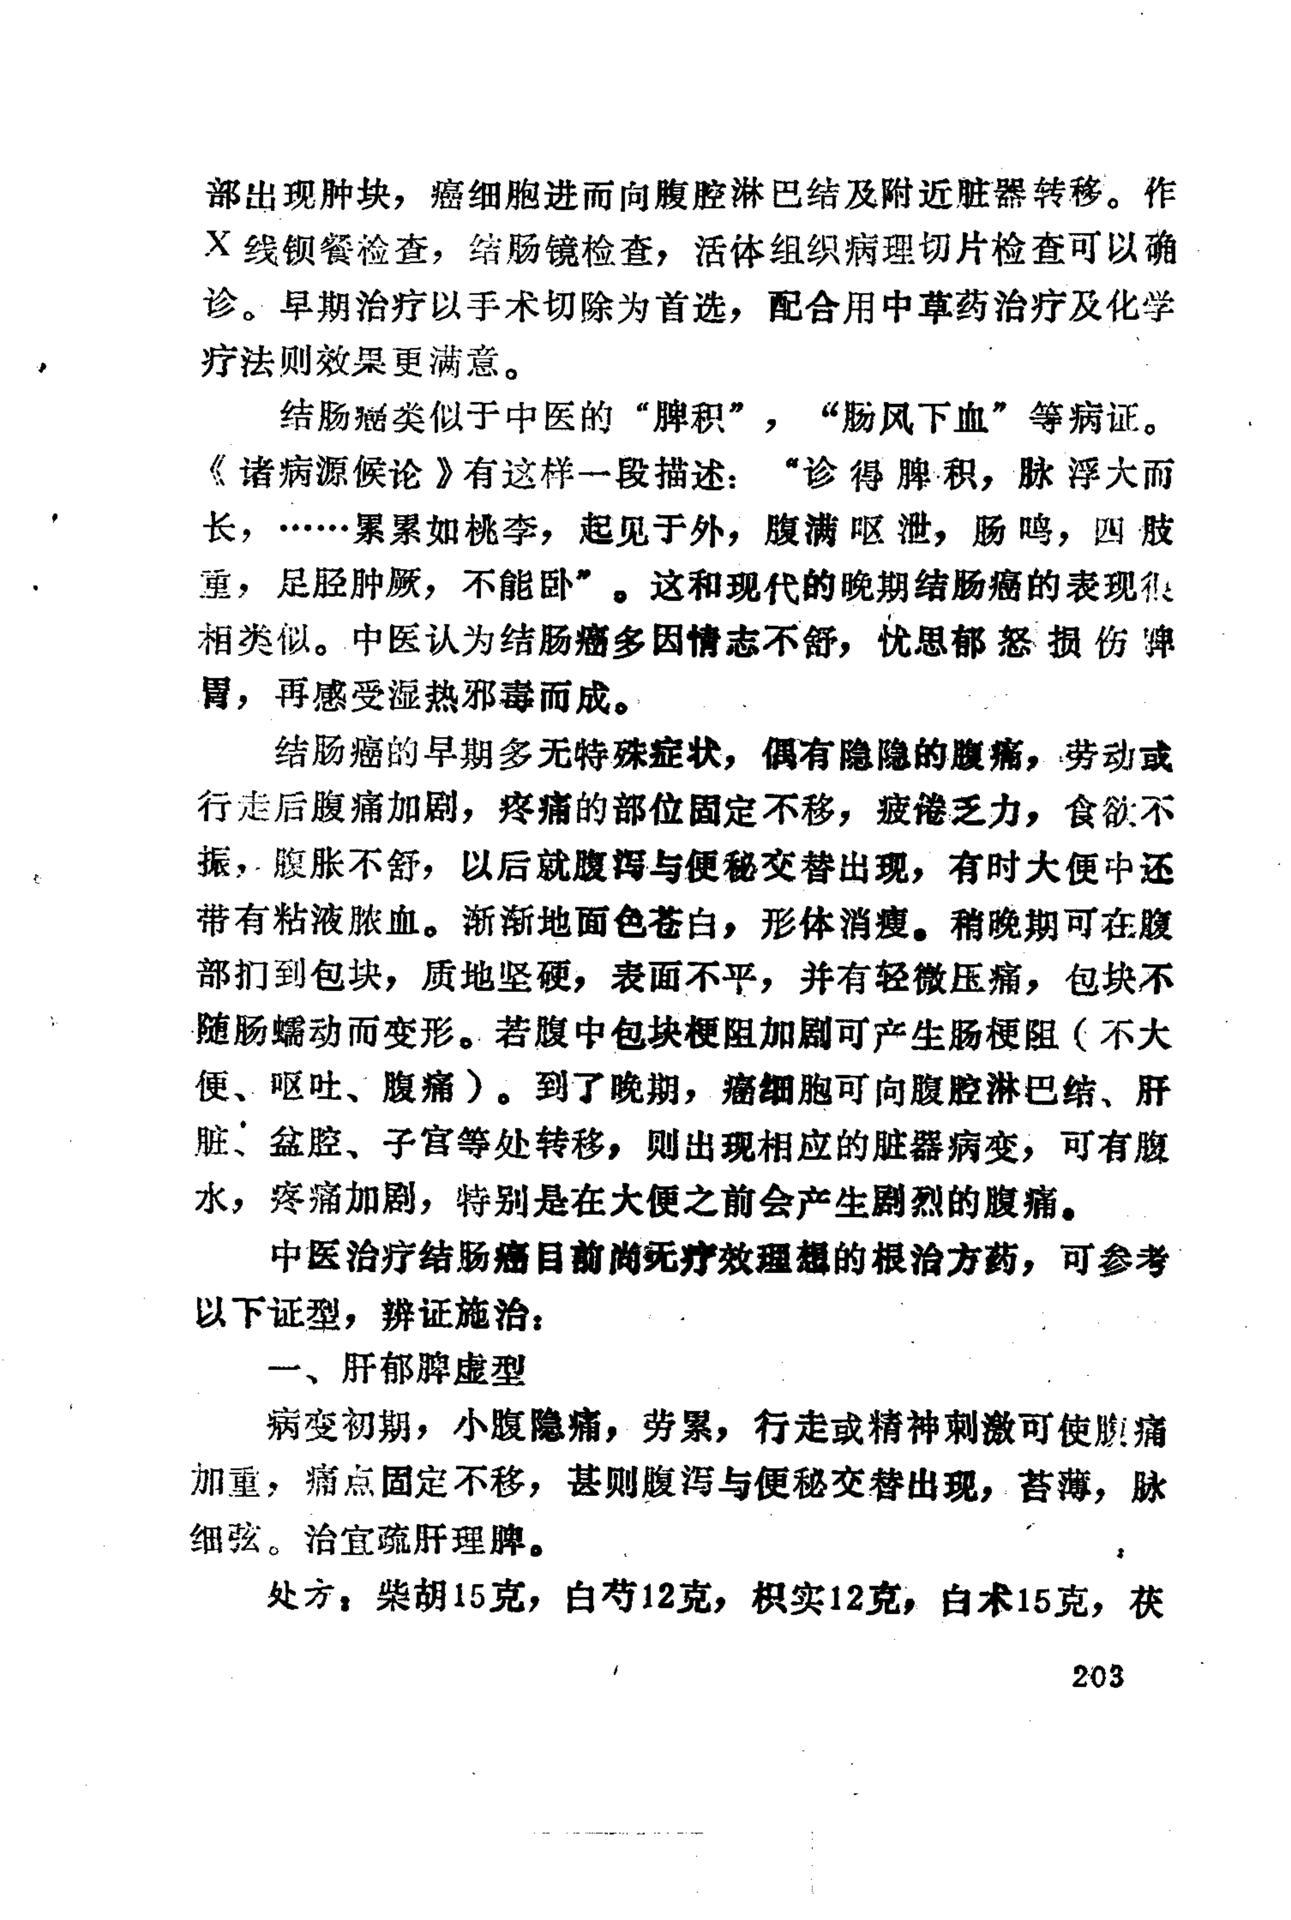 部出现肿块，癌细胞进而向腹腔淋巴结及附近脏器转移。作
X线钡餐检查，结肠镜检查，活体组织病理切片检查可以确
诊。早期治疗以手术切除为首选，配合用中草药治疗及化学
疗法则效果更满意。
结肠癌类似于中医的“脾积”，“肠风下血”等病证。
《诸病源候论》有这样一段描述：“诊得脾积，脉浮大而
长，……累累如桃李，起见于外，腹满呕泄，肠鸣，四肢
重，足胫肿厥，不能卧”。这和现代的晚期结肠癌的表现很
相类似。中医认为结肠癌多因情志不舒，忧思郁怒损伤脾
胃，再感受湿热邪毒而成。
结肠癌的早期多无特殊症状，偶有隐隐的腹痛，劳动或
行走后腹痛加剧，疼痛的部位固定不移，疲倦乏力，食欲不
振，腹胀不舒，以后就腹泻与便秘交替出现，有时大便中还
带有粘液脓血。渐渐地面色苍白，形体消瘦。稍晚期可在腹
部扪到包块，质地坚硬，表面不平，并有轻微压痛，包块不
随肠蠕动而变形。若腹中包块梗阻加剧可产生肠梗阻（不大
便、呕吐、腹痛）。到了晚期，癌细胞可向腹腔淋巴结、肝
脏、盆腔、子宫等处转移，则出现相应的脏器病变，可有腹
水，疼痛加剧，特别是在大便之前会产生剧烈的腹痛。
中医治疗结肠癌目前尚无疗效理想的根治方药，可参考
以下证型，辨证施治：
一、肝郁脾虚型
病变初期，小腹隐痛，劳累，行走或精神刺激可使腹痛
加重，痛点固定不移，甚则腹泻与便秘交替出现，苔薄，脉
细弦。治宜疏肝理脾。
处方：柴胡15克，白芍12克，枳实12克，白术15克，茯
203